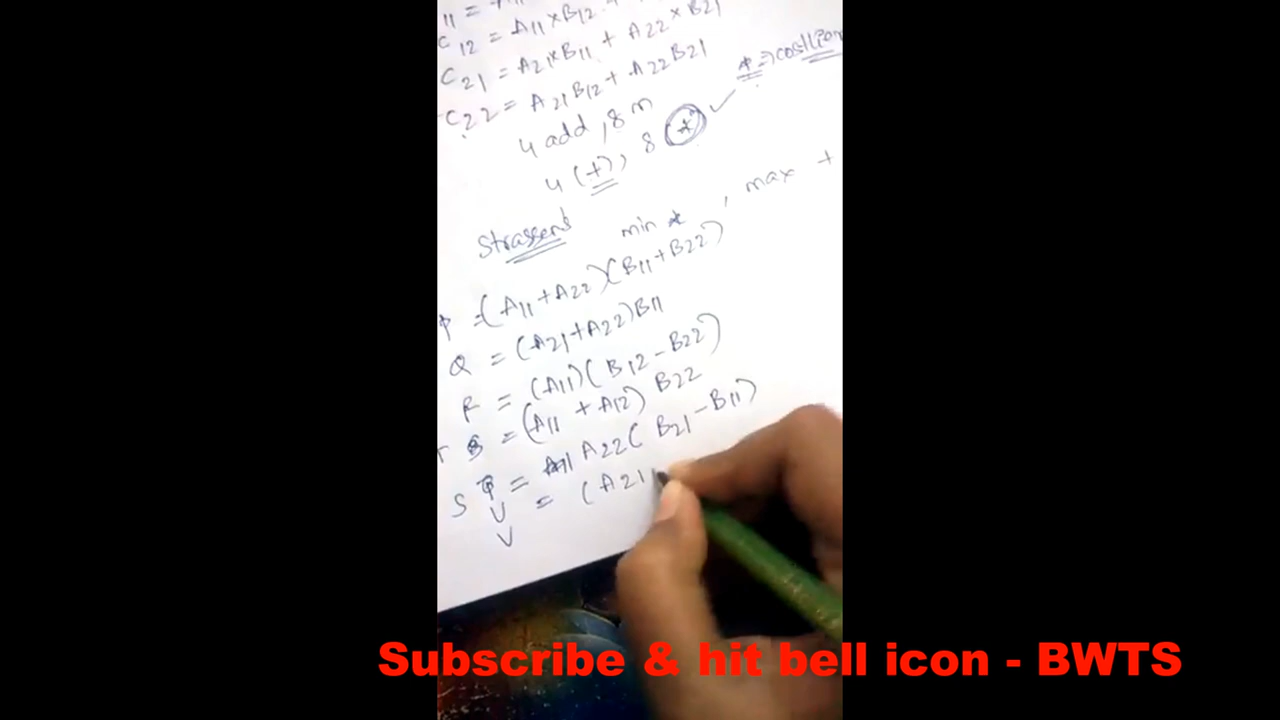 C12 = A11×B12
C21 = A21×B11 + A22×B21
C22 = A21B12 + A22B21
4 add, 8 m
4 (+), 8 (*) ✓ * => costlier
Strassen's min *, max +
P = (A11 + A22)(B11 + B22)
Q = (A21 + A22)B11
R = (A11)(B12 - B22)
T = (A11 + A12) B22
S = A22(B21 - B11)
U = (A21
V
Subscribe & hit bell icon - BWTS